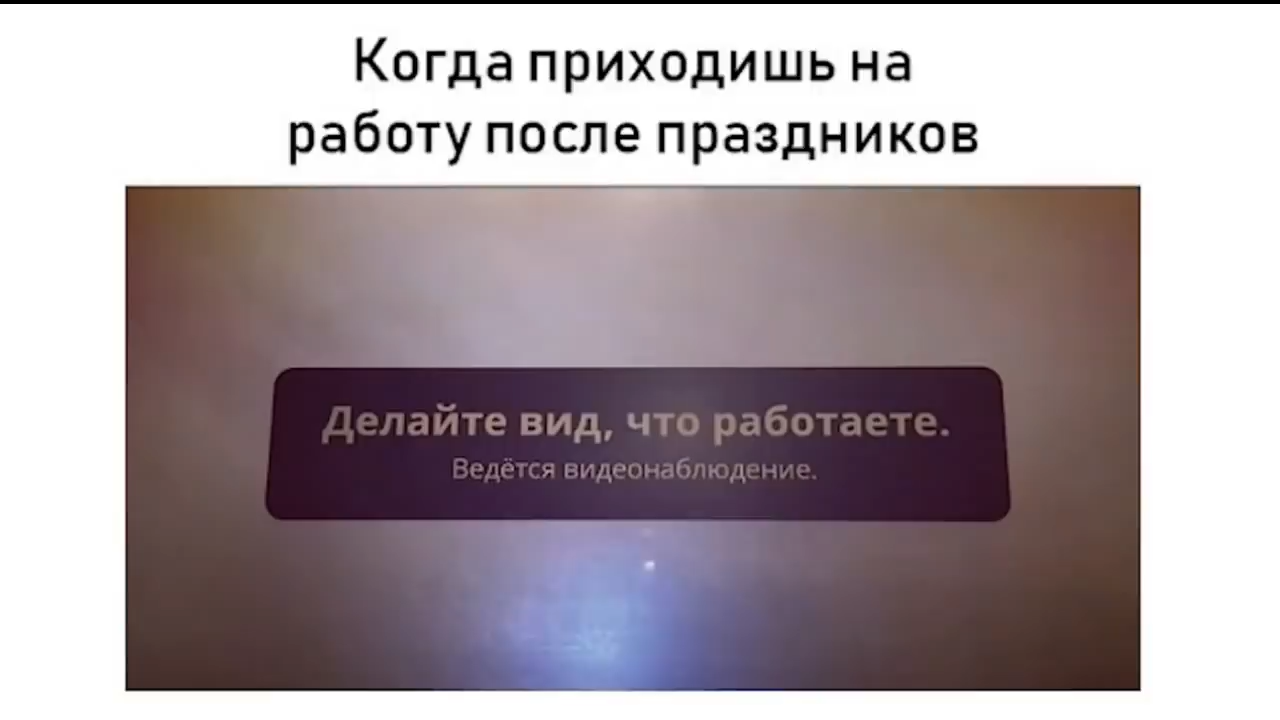 Когда приходишь на
работу после праздников
Делайте вид, что работаете.
Ведётся видеонаблюдение.